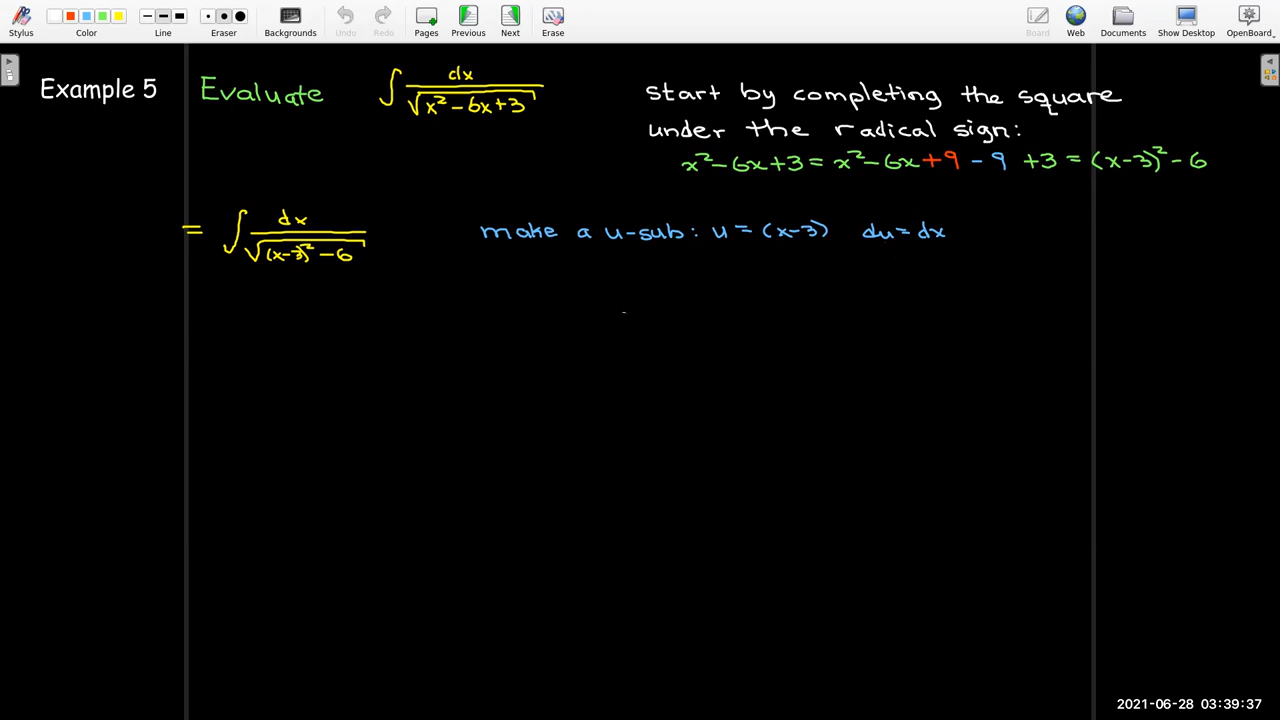 Stylus Color Line Eraser Backgrounds Undo Redo Pages Previous Next Erase Board Web Documents Show Desktop OpenBoard
Example 5 Evaluate ∫ dx / √(x² - 6x + 3)
start by completing the square
under the radical sign:
x² - 6x + 3 = x² - 6x + 9 - 9 + 3 = (x-3)² - 6
= ∫ dx / √((x-3)² - 6) make a u-sub: u = (x-3) du = dx
2021-06-28 03:39:37